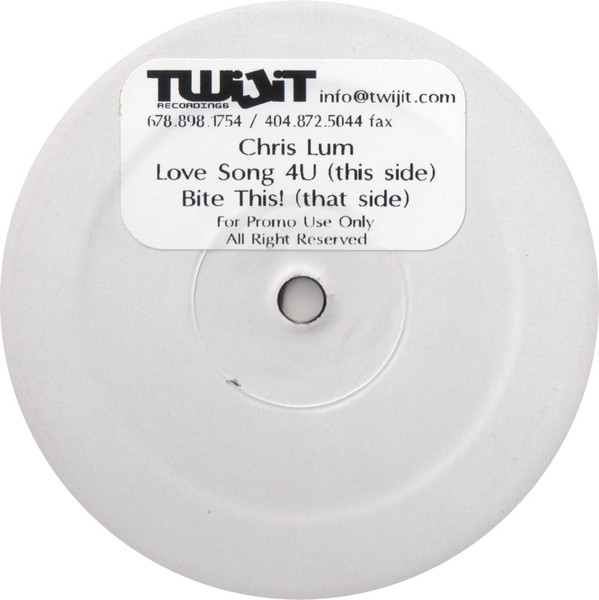 TWiJiT
RECORDINGS
info@twijit.com
678.898.1754 / 404.872.5044 fax
Chris Lum
Love Song 4U (this side)
Bite This! (that side)
For Promo Use Only
All Right Reserved